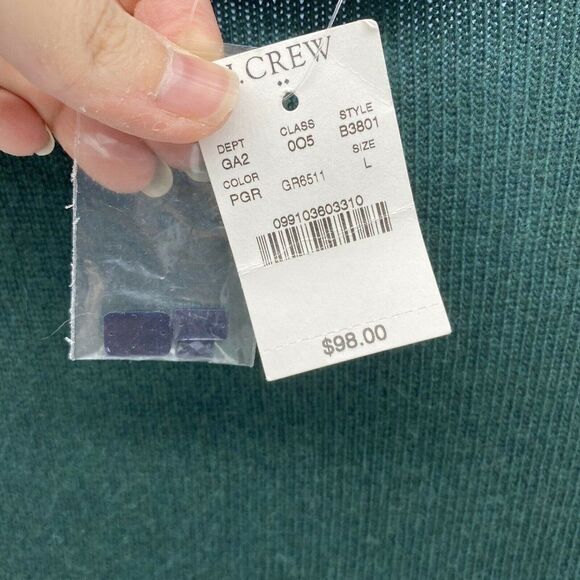 J.CREW
DEPT CLASS STYLE
GA2 005 B3801
COLOR SIZE
PGR GR6511 L
099103603310
$98.00